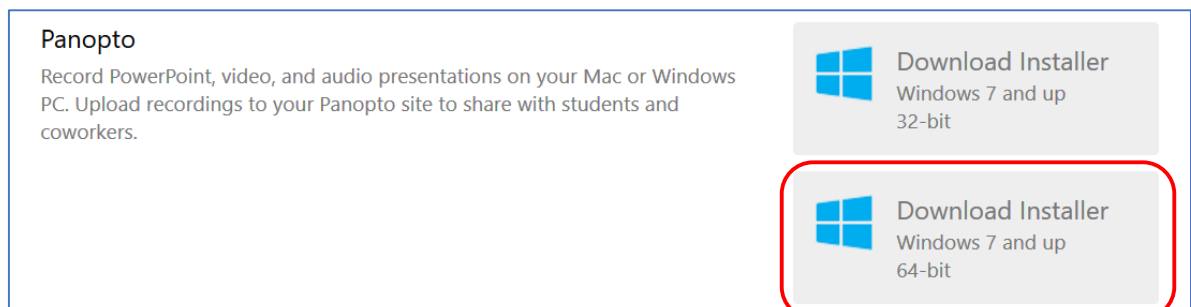 Panopto
Record PowerPoint, video, and audio presentations on your Mac or Windows
PC. Upload recordings to your Panopto site to share with students and
coworkers.
Download Installer
Windows 7 and up
32-bit
Download Installer
Windows 7 and up
64-bit